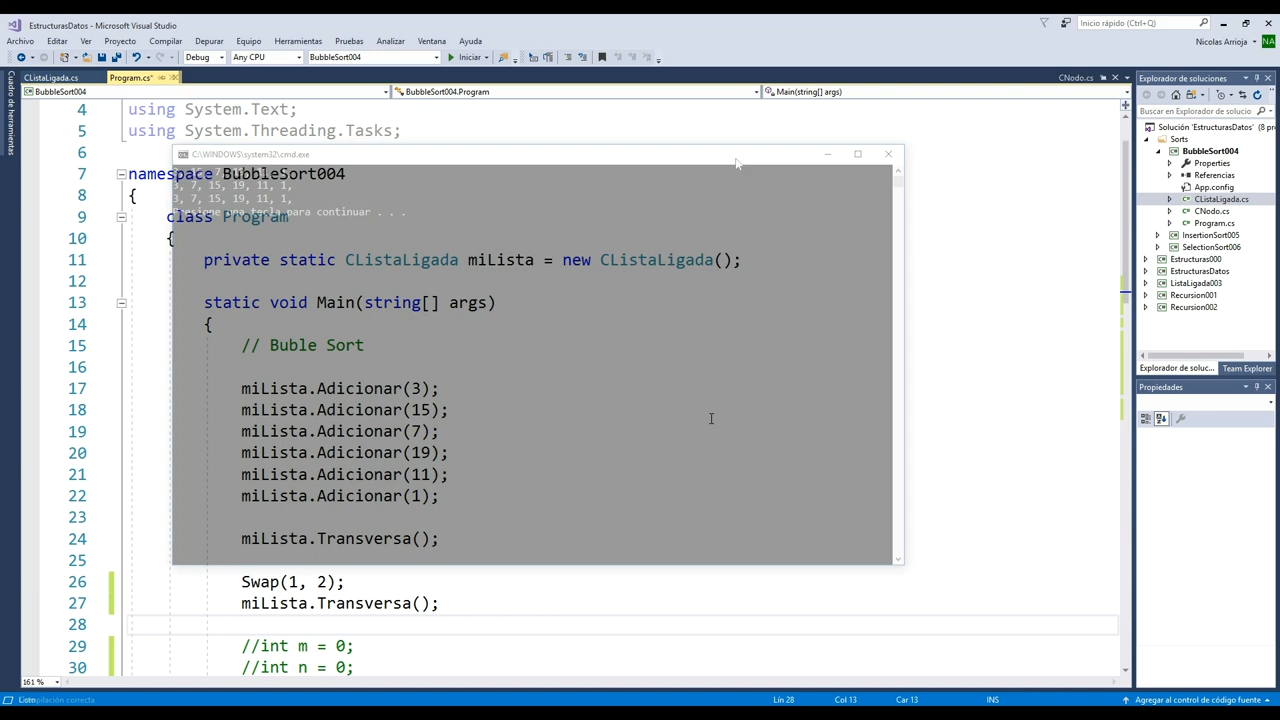 EstructurasDatos - Microsoft Visual Studio
Inicio rápido (Ctrl+Q)
Archivo Editar Ver Proyecto Compilar Depurar Equipo Herramientas Pruebas Analizar Ventana Ayuda
Nicolas Arrioja NA
Debug Any CPU BubbleSort004 Iniciar
Cuadro de herramientas
CListaLigada.cs Program.cs* CNodo.cs
BubbleSort004 BubbleSort004.Program Main(string[] args)
4 using System.Text;
5 using System.Threading.Tasks;
6
C:\WINDOWS\system32\cmd.exe
7 namespace BubbleSort004
3, 7, 15, 19, 11, 1,
8 {
3, 7, 15, 19, 11, 1,
para continuar . . .
9 class Program
10 {
11 private static CListaLigada miLista = new CListaLigada();
12
13 static void Main(string[] args)
14 {
15 // Buble Sort
16
17 miLista.Adicionar(3);
18 miLista.Adicionar(15);
19 miLista.Adicionar(7);
20 miLista.Adicionar(19);
21 miLista.Adicionar(11);
22 miLista.Adicionar(1);
23
24 miLista.Transversa();
25
26 Swap(1, 2);
27 miLista.Transversa();
28
29 //int m = 0;
30 //int n = 0;
161 %
Explorador de soluciones
Buscar en Explorador de solucio
Solución 'EstructurasDatos' (8 pr
Sorts
BubbleSort004
Properties
Referencias
App.config
CListaLigada.cs
CNodo.cs
Program.cs
InsertionSort005
SelectionSort006
Estructuras000
EstructurasDatos
ListaLigada003
Recursion001
Recursion002
Explorador de soluc... Team Explorer
Propiedades
Listo Lín 28 Col 13 Car 13 INS Agregar al control de código fuente